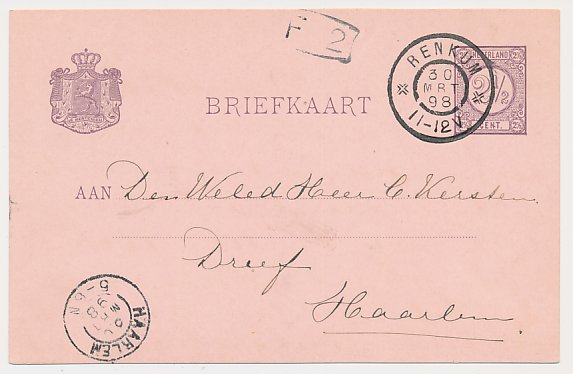 F 2
RENKUM
30
MRT
98
11-12V
NEDERLAND
2½
CENT.
BRIEFKAART
AAN Den Weled Heer C. Kersten.
Dreef
Haarlem
HAARLEM
5-6N